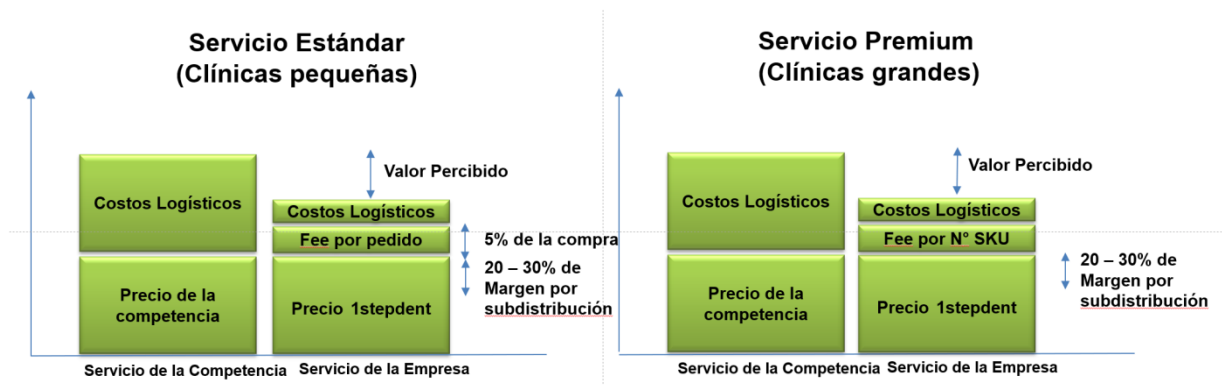 Servicio Estándar
(Clínicas pequeñas)
Valor Percibido
Costos Logísticos
Costos Logísticos
Fee por pedido
5% de la compra
20 – 30% de
Margen por
subdistribución
Precio de la
competencia
Precio 1stepdent
Servicio de la Competencia
Servicio de la Empresa
Servicio Premium
(Clínicas grandes)
Valor Percibido
Costos Logísticos
Costos Logísticos
Fee por N° SKU
20 – 30% de
Margen por
subdistribución
Precio de la
competencia
Precio 1stepdent
Servicio de la Competencia
Servicio de la Empresa